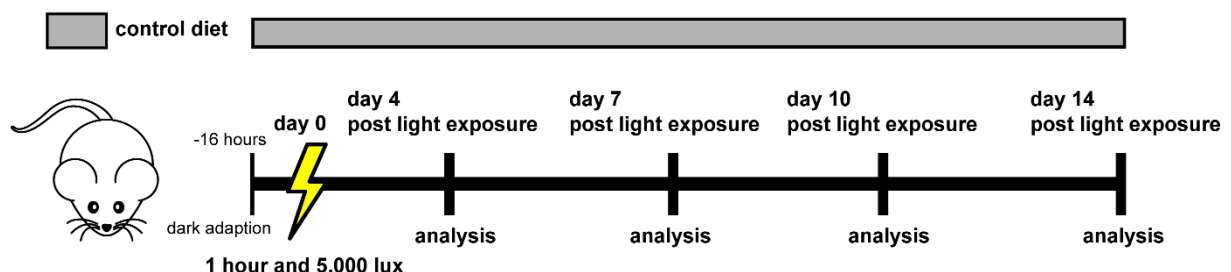 control diet
-16 hours
dark adaption
day 0
1 hour and 5.000 lux
day 4
post light exposure
analysis
day 7
post light exposure
analysis
day 10
post light exposure
analysis
day 14
post light exposure
analysis